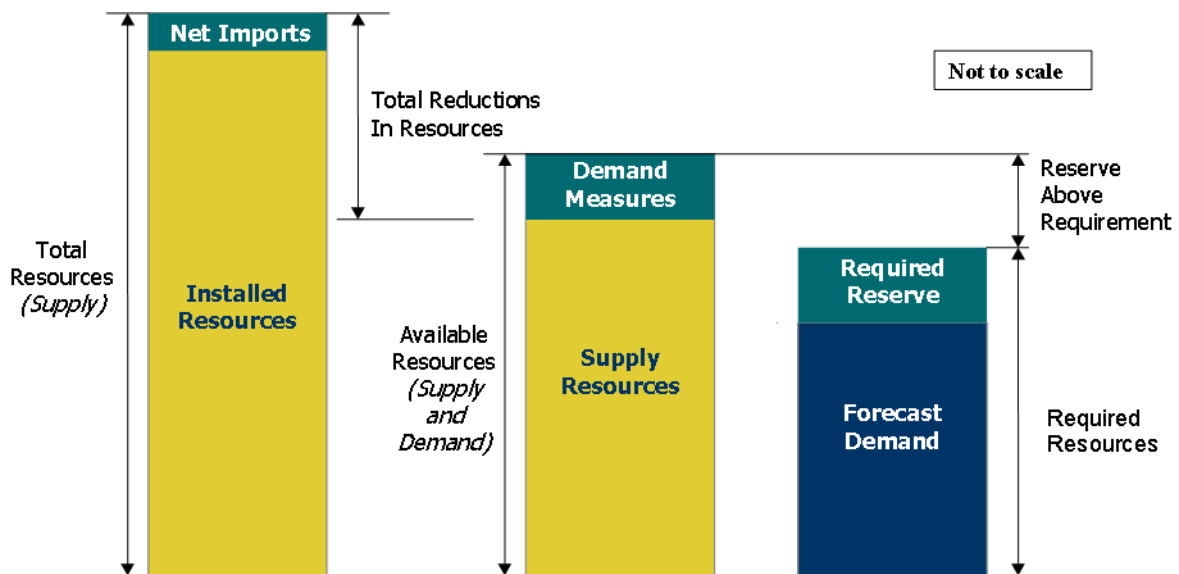 Net Imports
Not to scale
Total Reductions
In Resources
Demand
Measures
Reserve
Above
Requirement
Total
Resources
(Supply)
Installed
Resources
Required
Reserve
Available
Resources
(Supply
and
Demand)
Supply
Resources
Forecast
Demand
Required
Resources